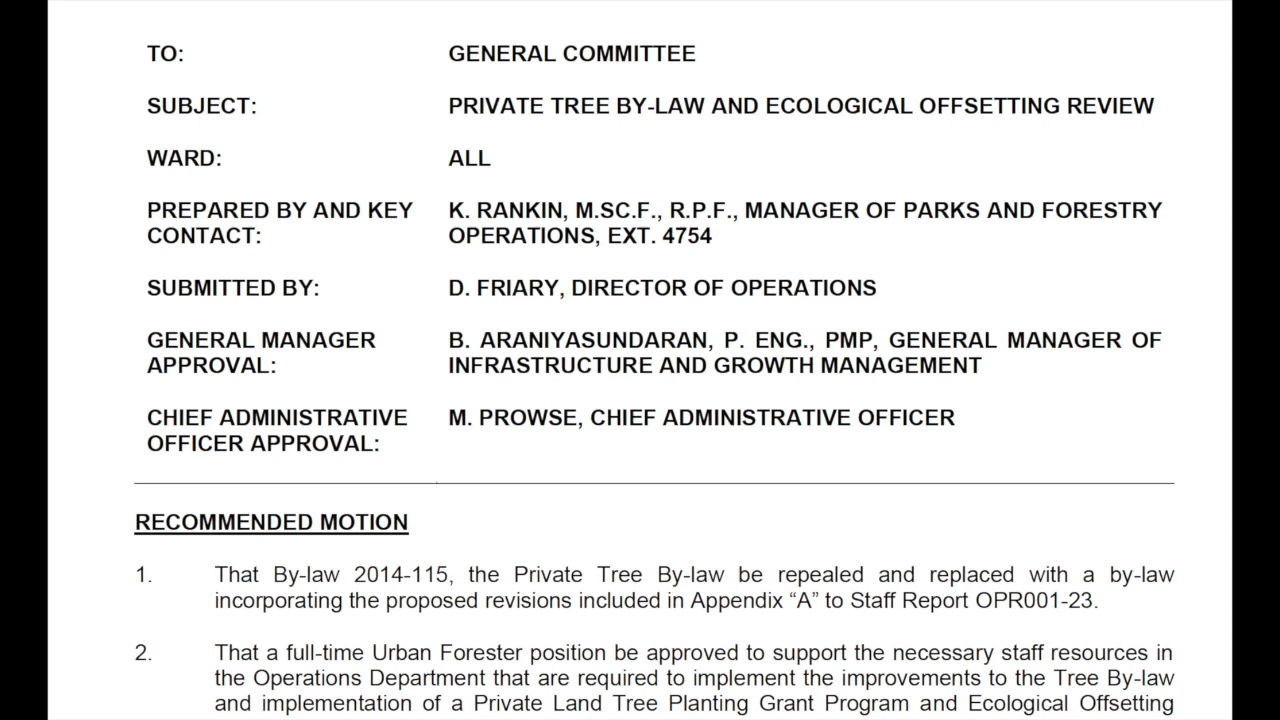 TO: GENERAL COMMITTEE
SUBJECT: PRIVATE TREE BY-LAW AND ECOLOGICAL OFFSETTING REVIEW
WARD: ALL
PREPARED BY AND KEY K. RANKIN, M.SC.F., R.P.F., MANAGER OF PARKS AND FORESTRY
CONTACT: OPERATIONS, EXT. 4754
SUBMITTED BY: D. FRIARY, DIRECTOR OF OPERATIONS
GENERAL MANAGER B. ARANIYASUNDARAN, P. ENG., PMP, GENERAL MANAGER OF
APPROVAL: INFRASTRUCTURE AND GROWTH MANAGEMENT
CHIEF ADMINISTRATIVE M. PROWSE, CHIEF ADMINISTRATIVE OFFICER
OFFICER APPROVAL:
RECOMMENDED MOTION
1. That By-law 2014-115, the Private Tree By-law be repealed and replaced with a by-law
incorporating the proposed revisions included in Appendix “A” to Staff Report OPR001-23.
2. That a full-time Urban Forester position be approved to support the necessary staff resources in
the Operations Department that are required to implement the improvements to the Tree By-law
and implementation of a Private Land Tree Planting Grant Program and Ecological Offsetting